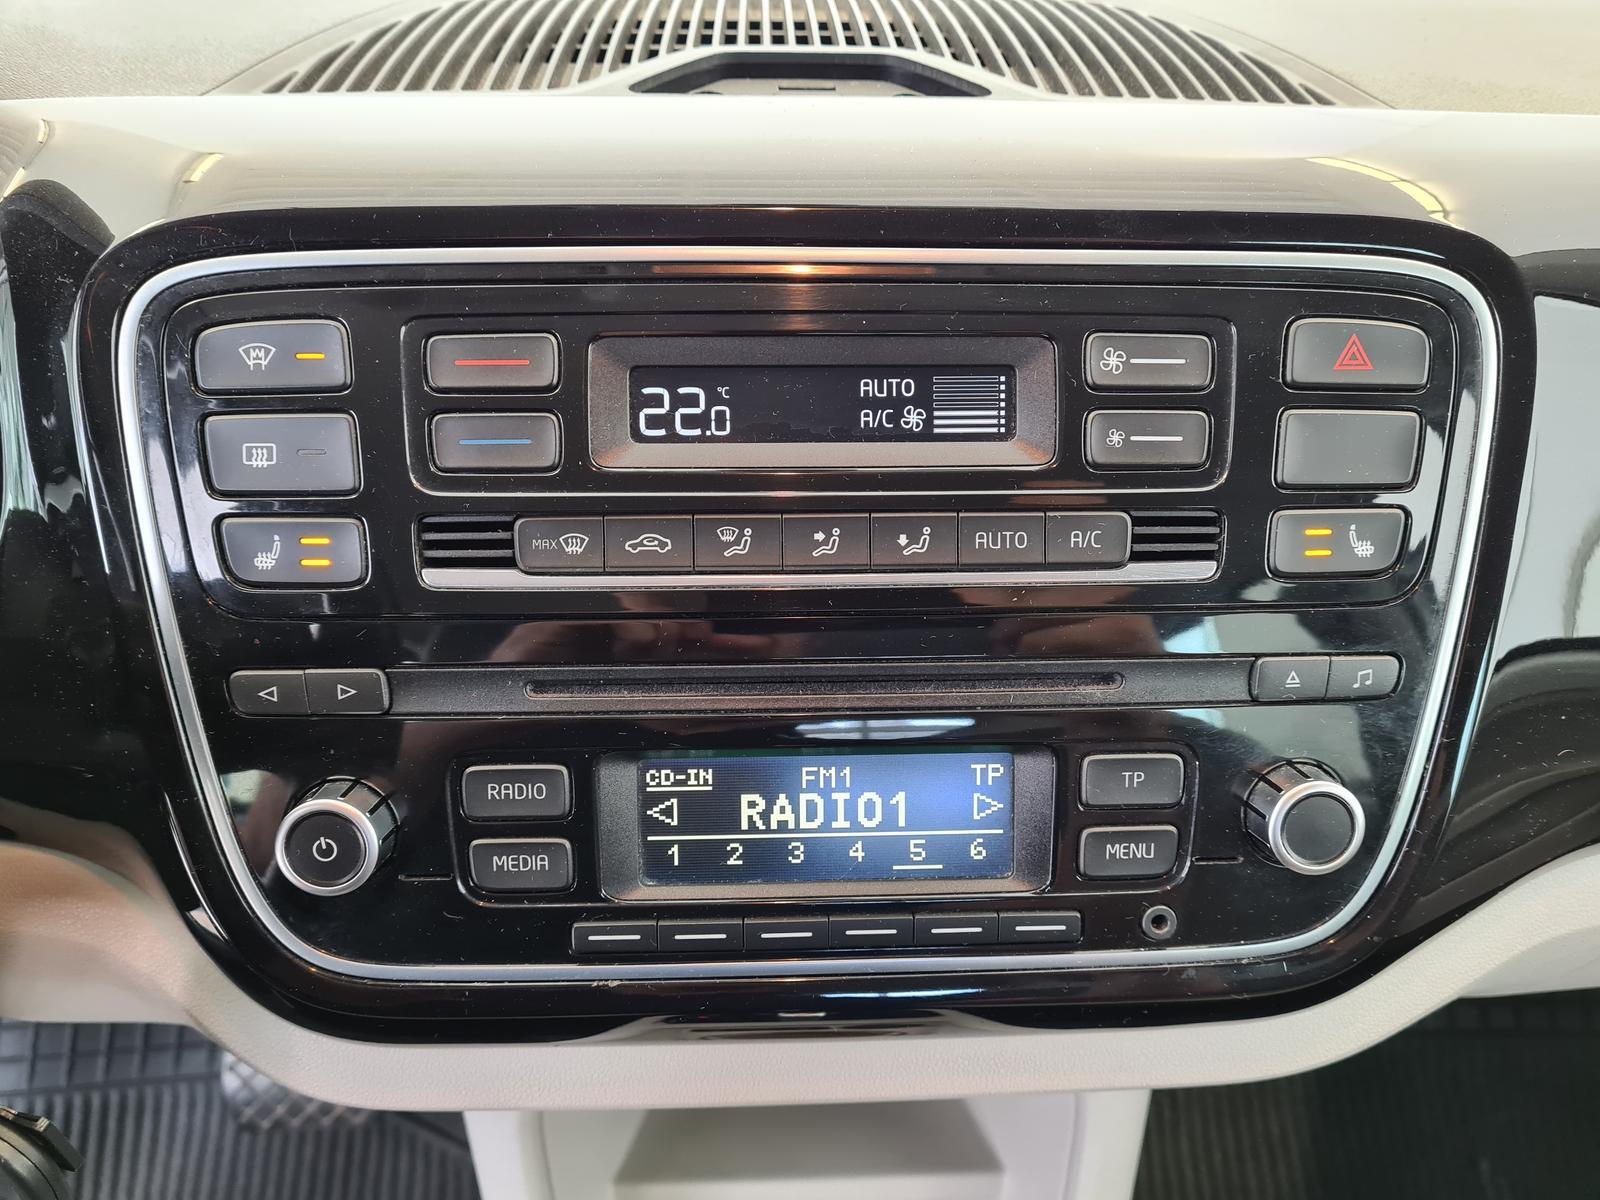 22.0 °C AUTO
A/C
MAX AUTO A/C
RADIO
MEDIA
CD-IN FM1 TP
RADIO1
1 2 3 4 5 6
TP
MENU